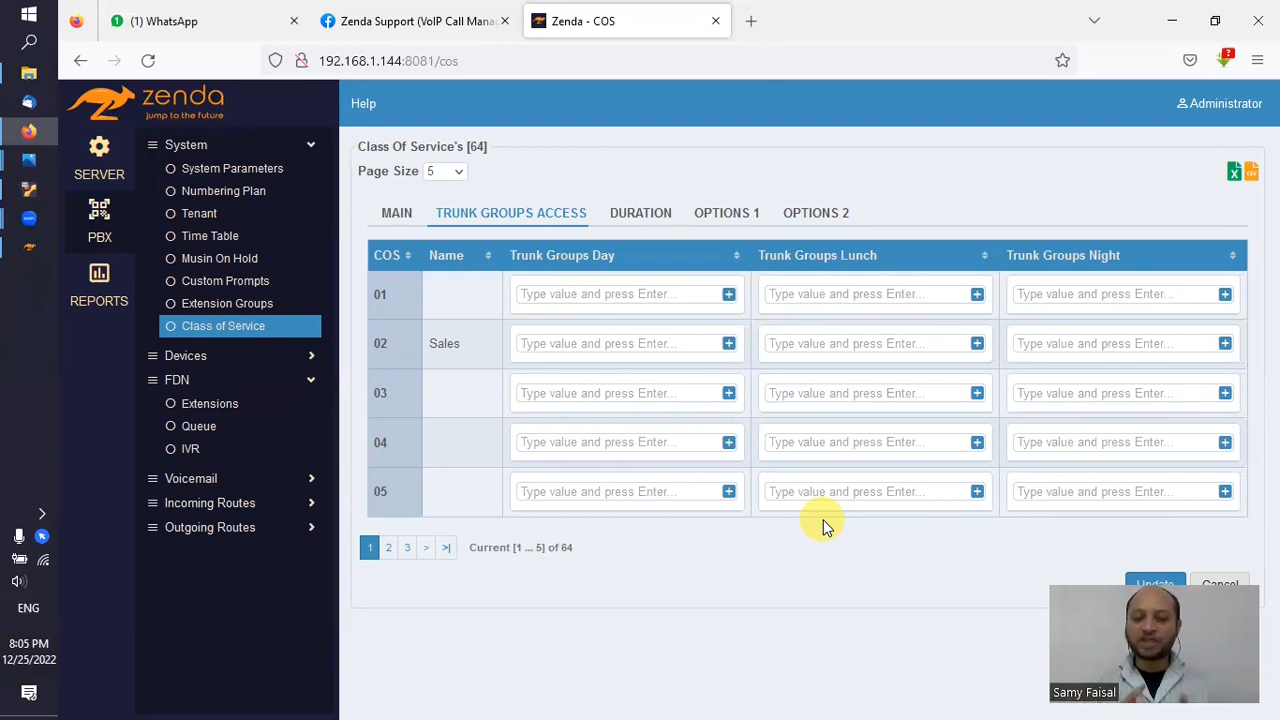 (1) WhatsApp
Zenda Support (VoIP Call Mana
Zenda - COS
192.168.1.144:8081/cos
zenda
jump to the future
Help
Administrator
SERVER
PBX
REPORTS
System
System Parameters
Numbering Plan
Tenant
Time Table
Musin On Hold
Custom Prompts
Extension Groups
Class of Service
Devices
FDN
Extensions
Queue
IVR
Voicemail
Incoming Routes
Outgoing Routes
Class Of Service's [64]
Page Size 5
MAIN TRUNK GROUPS ACCESS DURATION OPTIONS 1 OPTIONS 2
COS Name Trunk Groups Day Trunk Groups Lunch Trunk Groups Night
01 Type value and press Enter... Type value and press Enter... Type value and press Enter...
02 Sales Type value and press Enter... Type value and press Enter... Type value and press Enter...
03 Type value and press Enter... Type value and press Enter... Type value and press Enter...
04 Type value and press Enter... Type value and press Enter... Type value and press Enter...
05 Type value and press Enter... Type value and press Enter... Type value and press Enter...
1 2 3 > >| Current [1 ... 5] of 64
Update Cancel
Samy Faisal
ENG
8:05 PM
12/25/2022